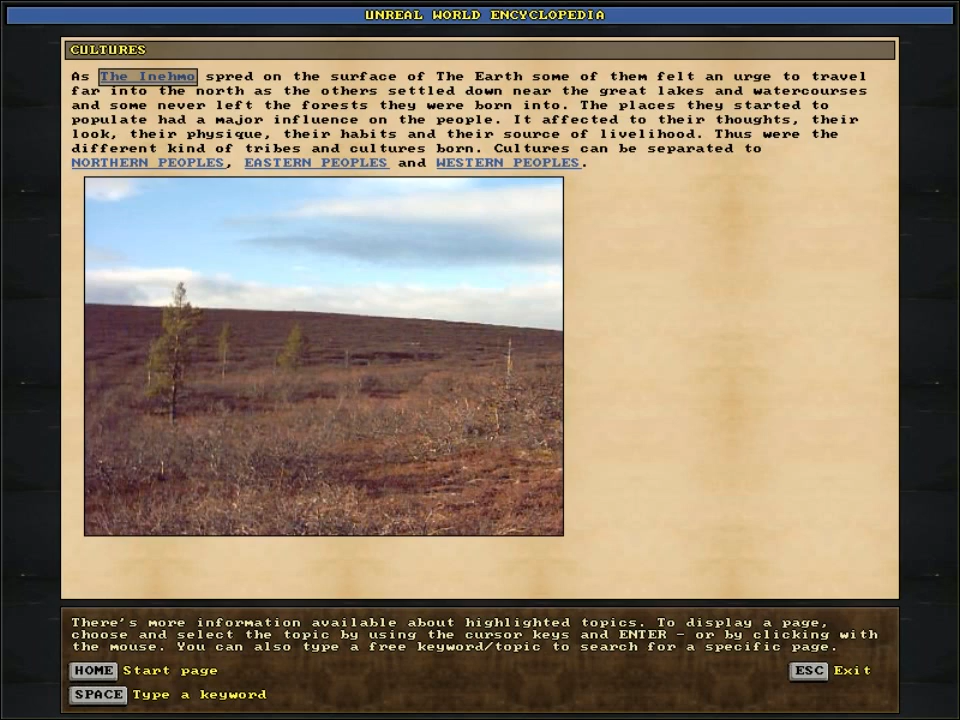 UNREAL WORLD ENCYCLOPEDIA
CULTURES
As The Inehmo spred on the surface of The Earth some of them felt an urge to travel
far into the north as the others settled down near the great lakes and watercourses
and some never left the forests they were born into. The places they started to
populate had a major influence on the people. It affected to their thoughts, their
look, their physique, their habits and their source of livelihood. Thus were the
different kind of tribes and cultures born. Cultures can be separated to
NORTHERN PEOPLES, EASTERN PEOPLES and WESTERN PEOPLES.
There's more information available about highlighted topics. To display a page,
choose and select the topic by using the cursor keys and ENTER - or by clicking with
the mouse. You can also type a free keyword/topic to search for a specific page.
HOME Start page
ESC Exit
SPACE Type a keyword